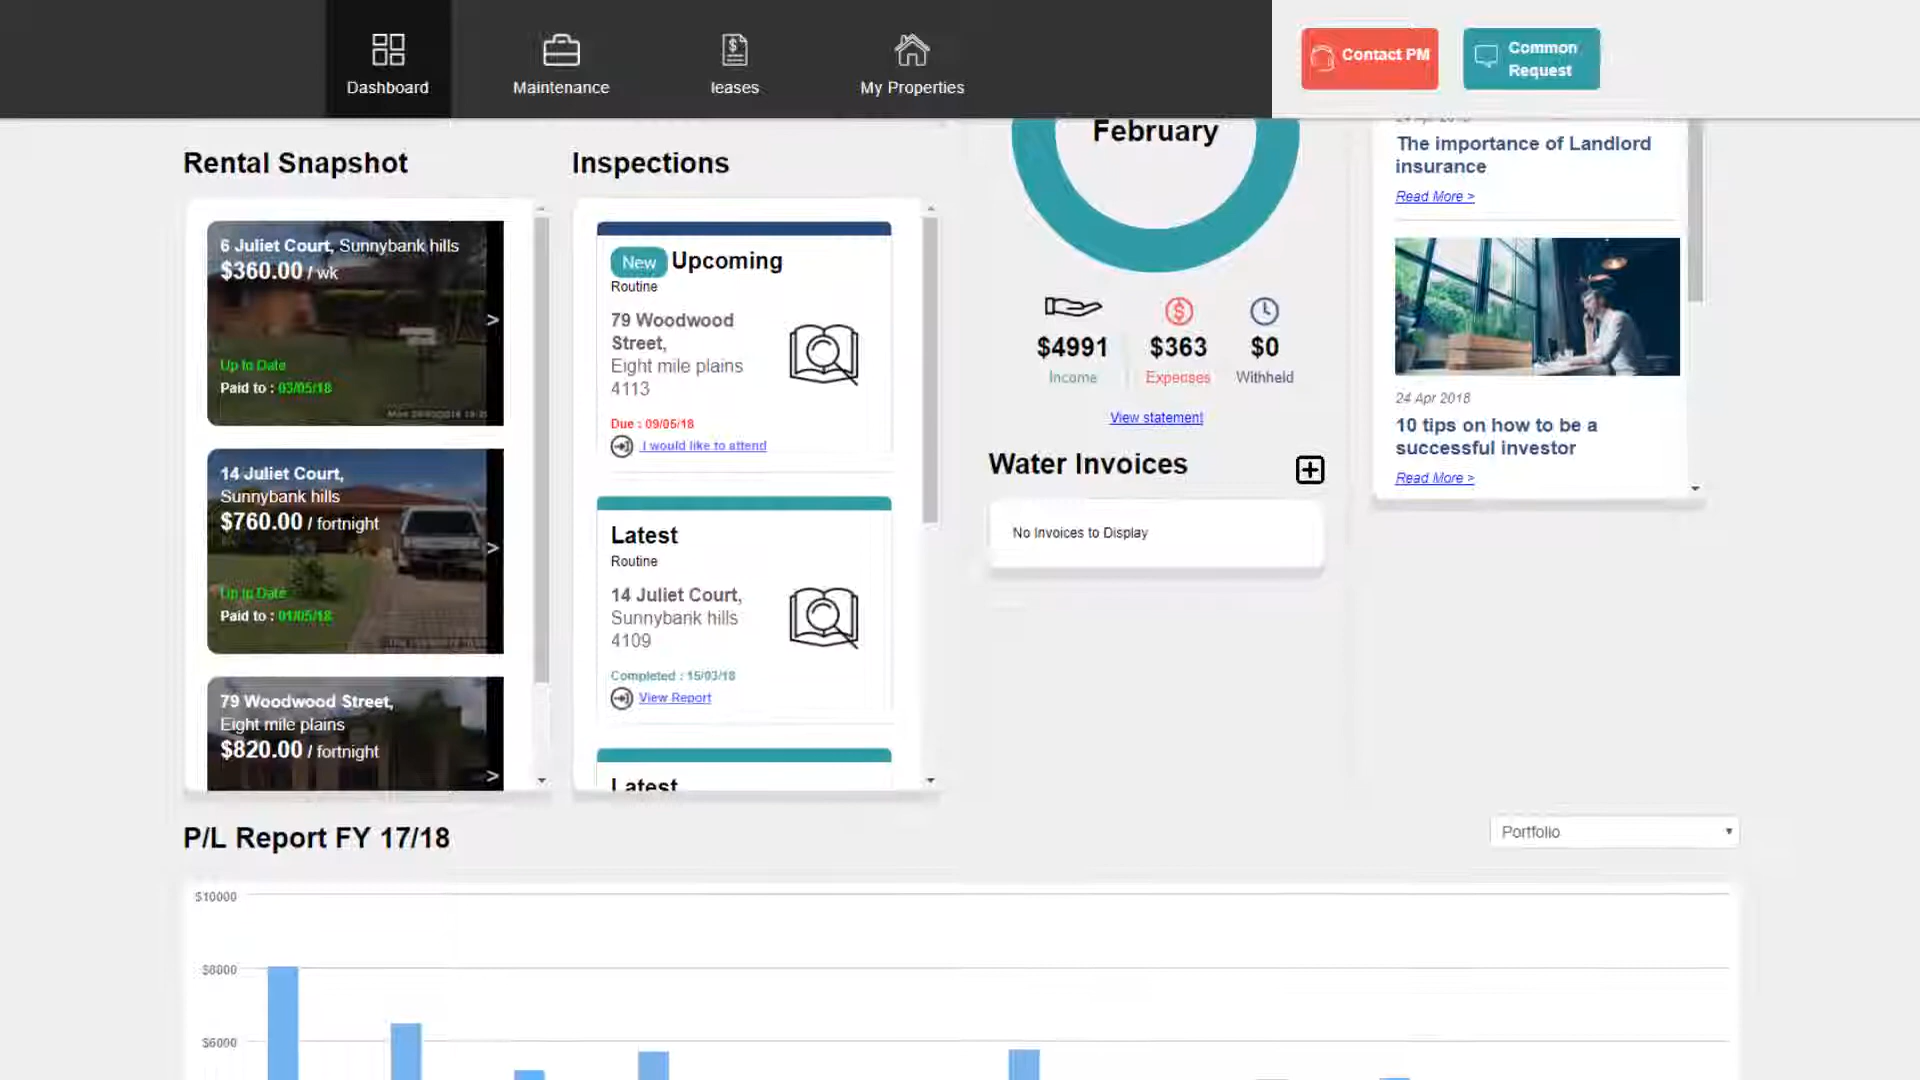 Dashboard
Maintenance
leases
My Properties
Contact PM
Common
Request
Rental Snapshot
6 Juliet Court, Sunnybank hills
$360.00 / wk
>
Up to Date
Paid to : 03/05/18
14 Juliet Court,
Sunnybank hills
$760.00 / fortnight
>
Up to Date
Paid to : 01/05/18
79 Woodwood Street,
Eight mile plains
$820.00 / fortnight
>
Inspections
New Upcoming
Routine
79 Woodwood
Street,
Eight mile plains
4113
Due : 09/05/18
I would like to attend
Latest
Routine
14 Juliet Court,
Sunnybank hills
4109
Completed : 15/03/18
View Report
Latest
February
$4991
Income
$363
Expenses
$0
Withheld
View statement
Water Invoices
No Invoices to Display
24 Apr 2018
The importance of Landlord
insurance
Read More >
24 Apr 2018
10 tips on how to be a
successful investor
Read More >
P/L Report FY 17/18
Portfolio
$10000
$8000
$6000